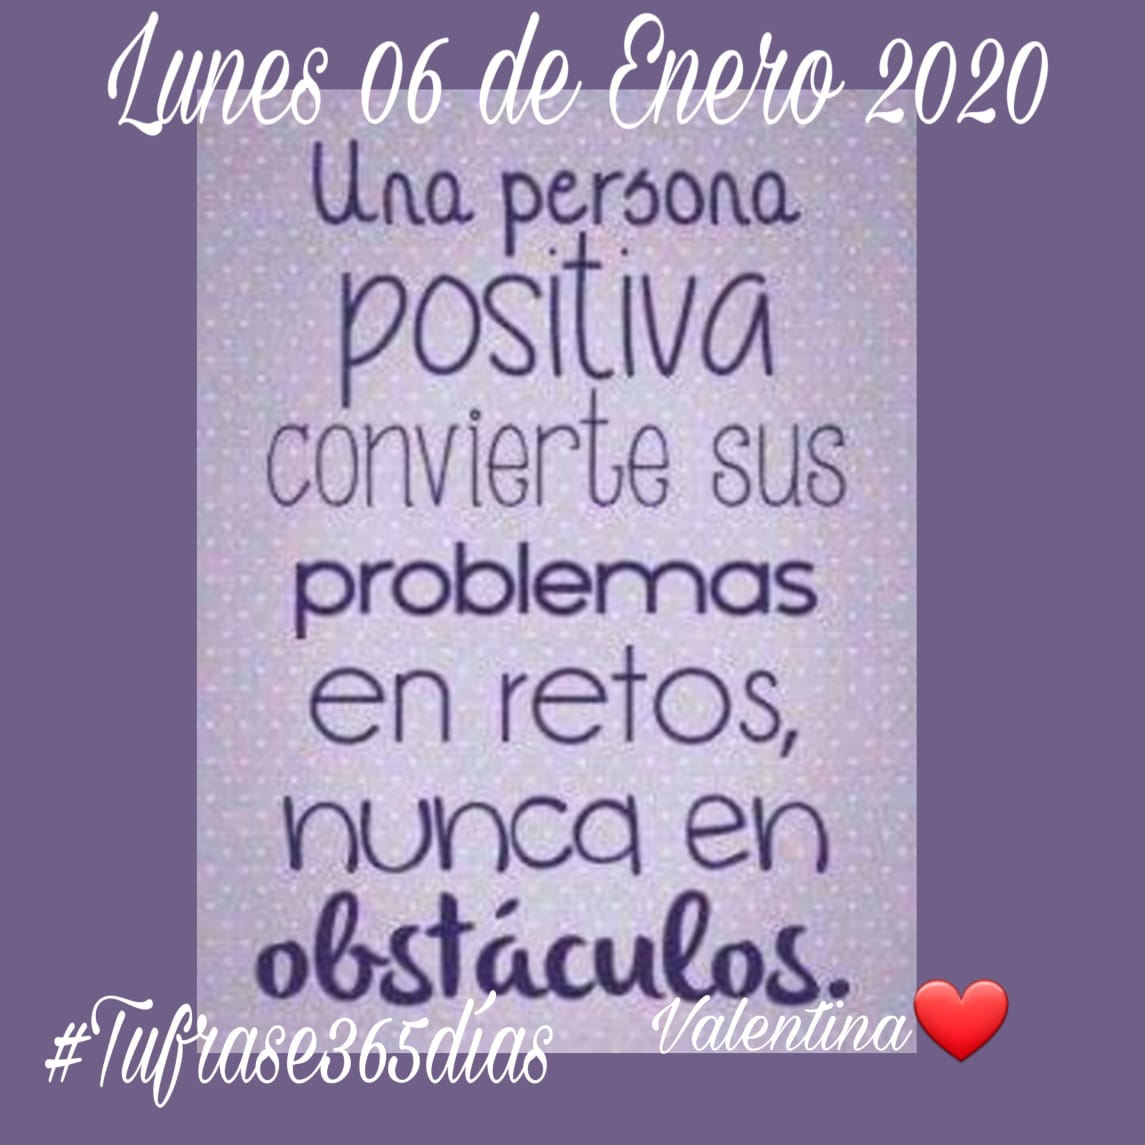 Lunes 06 de Enero 2020
Una persona
positiva
convierte sus
problemas
en retos,
nunca en
obstáculos.
#Tufrase365días
Valentina